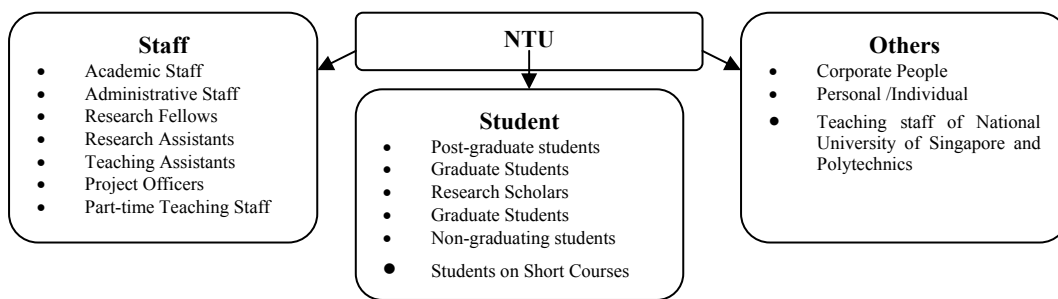 NTU
Staff
• Academic Staff
• Administrative Staff
• Research Fellows
• Research Assistants
• Teaching Assistants
• Project Officers
• Part-time Teaching Staff
Student
• Post-graduate students
• Graduate Students
• Research Scholars
• Graduate Students
• Non-graduating students
• Students on Short Courses
Others
• Corporate People
• Personal /Individual
• Teaching staff of National
University of Singapore and
Polytechnics